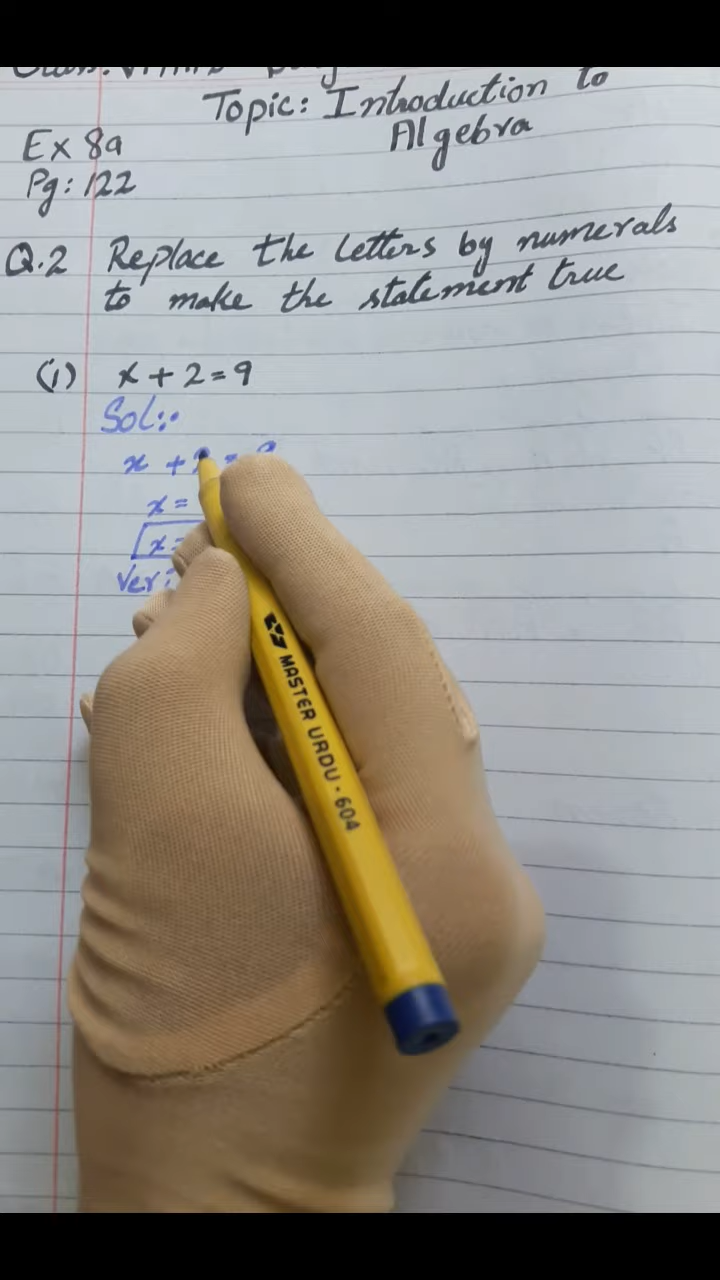 Topic: Introduction to
Algebra
Ex 8a
Pg: 122
Q.2 Replace the letters by numerals
to make the statement true
(i) x + 2 = 9
Sol:-
x + =
x =
x =
Veri
MASTER URDU - 604